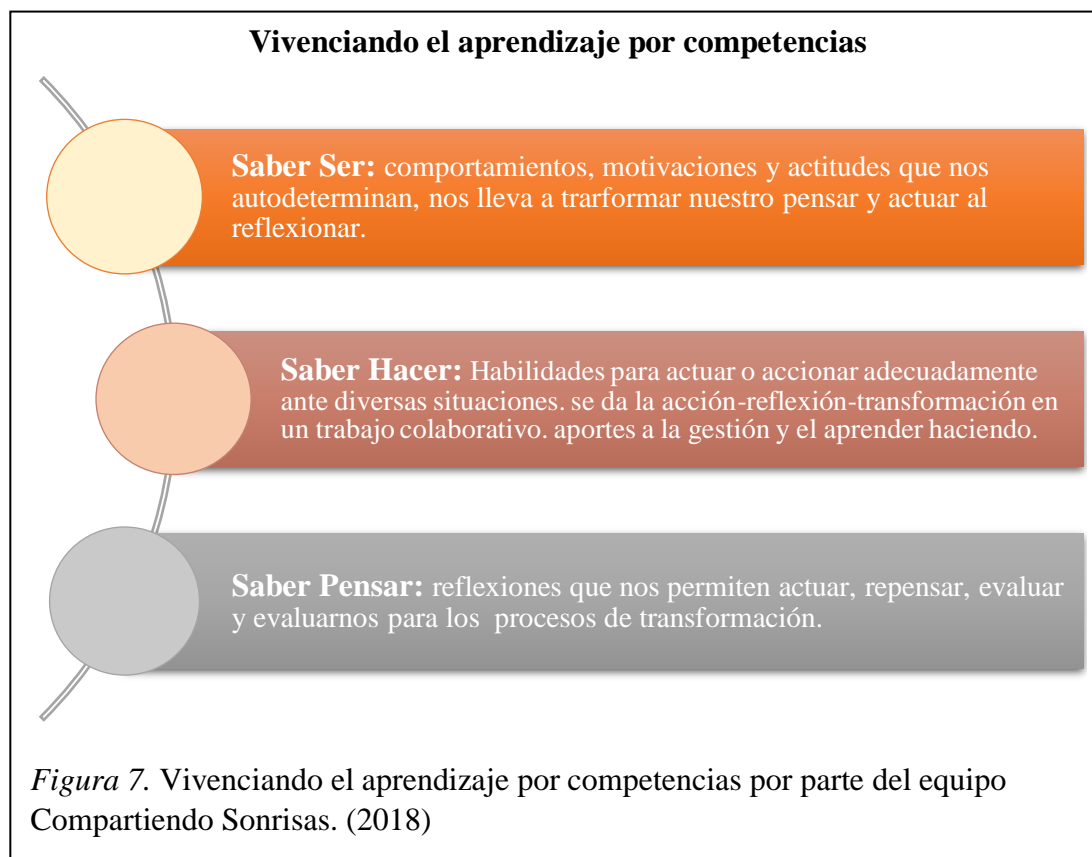 Vivenciando el aprendizaje por competencias
Saber Ser: comportamientos, motivaciones y actitudes que nos
autodeterminan, nos lleva a trarformar nuestro pensar y actuar al
reflexionar.
Saber Hacer: Habilidades para actuar o accionar adecuadamente
ante diversas situaciones. se da la acción-reflexión-transformación en
un trabajo colaborativo. aportes a la gestión y el aprender haciendo.
Saber Pensar: reflexiones que nos permiten actuar, repensar, evaluar
y evaluarnos para los procesos de transformación.
Figura 7. Vivenciando el aprendizaje por competencias por parte del equipo
Compartiendo Sonrisas. (2018)